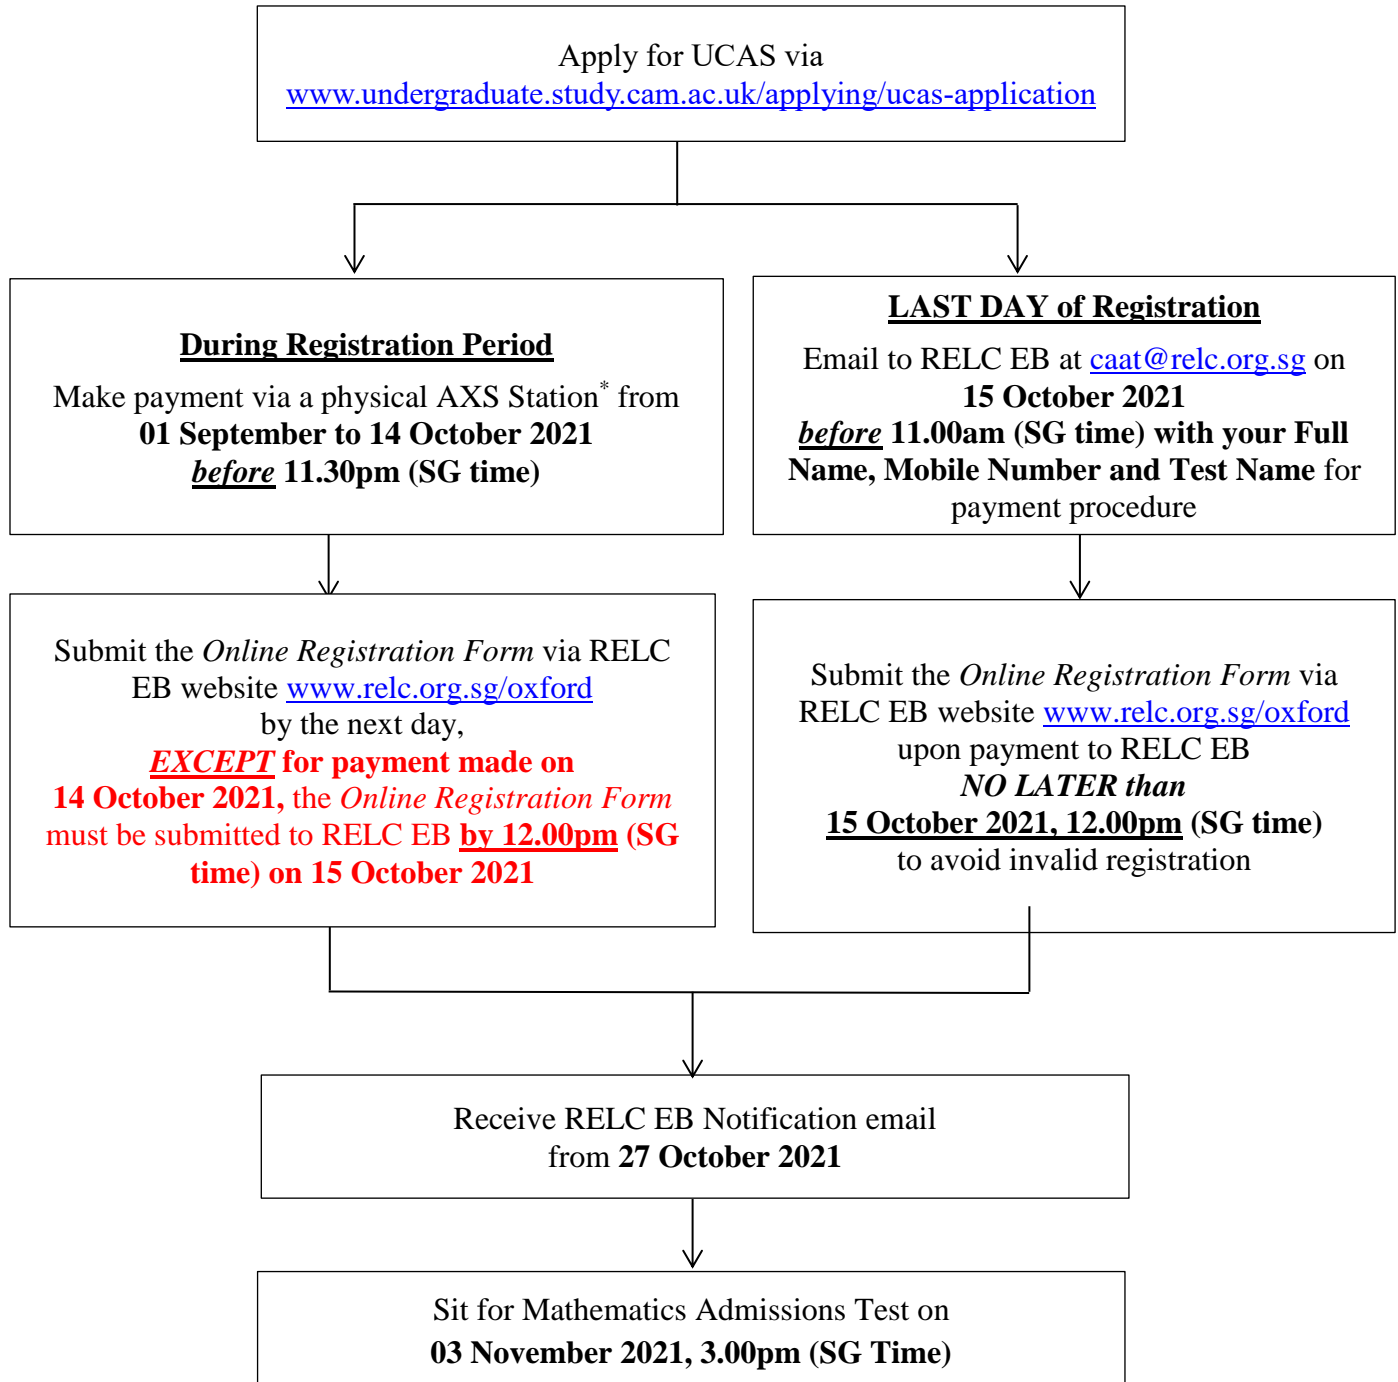 Apply for UCAS via
www.undergraduate.study.cam.ac.uk/applying/ucas-application
During Registration Period
Make payment via a physical AXS Station* from
01 September to 14 October 2021
before 11.30pm (SG time)
LAST DAY of Registration
Email to RELC EB at caat@relc.org.sg on
15 October 2021
before 11.00am (SG time) with your Full
Name, Mobile Number and Test Name for
payment procedure
Submit the Online Registration Form via RELC
EB website www.relc.org.sg/oxford
by the next day,
EXCEPT for payment made on
14 October 2021, the Online Registration Form
must be submitted to RELC EB by 12.00pm (SG
time) on 15 October 2021
Submit the Online Registration Form via
RELC EB website www.relc.org.sg/oxford
upon payment to RELC EB
NO LATER than
15 October 2021, 12.00pm (SG time)
to avoid invalid registration
Receive RELC EB Notification email
from 27 October 2021
Sit for Mathematics Admissions Test on
03 November 2021, 3.00pm (SG Time)